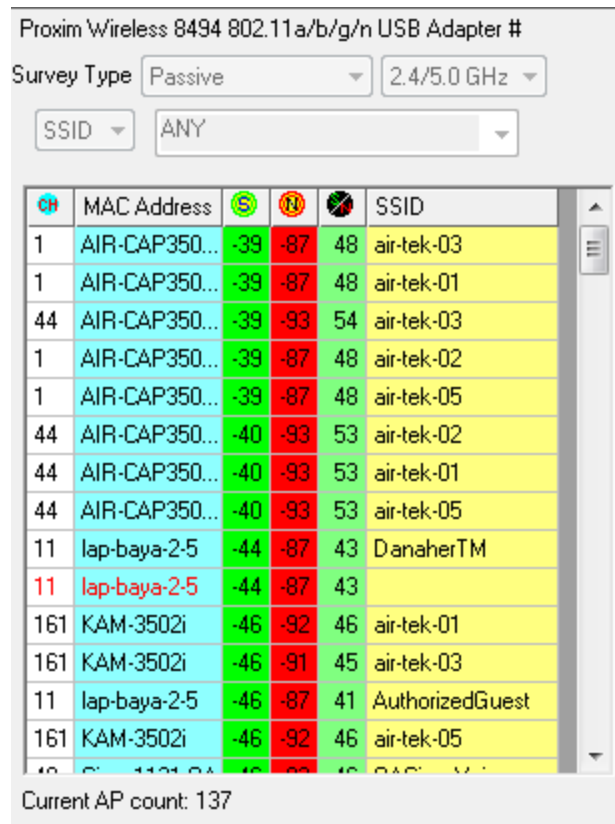 Proxim Wireless 8494 802.11a/b/g/n USB Adapter #
Survey Type Passive 2.4/5.0 GHz
SSID ANY
CH MAC Address S N S/N SSID
1 AIR-CAP350... -39 -87 48 air-tek-03
1 AIR-CAP350... -39 -87 48 air-tek-01
44 AIR-CAP350... -39 -93 54 air-tek-03
1 AIR-CAP350... -39 -87 48 air-tek-02
1 AIR-CAP350... -39 -87 48 air-tek-05
44 AIR-CAP350... -40 -93 53 air-tek-02
44 AIR-CAP350... -40 -93 53 air-tek-01
44 AIR-CAP350... -40 -93 53 air-tek-05
11 lap-baya-2-5 -44 -87 43 DanaherTM
11 lap-baya-2-5 -44 -87 43
161 KAM-3502i -46 -92 46 air-tek-01
161 KAM-3502i -46 -91 45 air-tek-03
11 lap-baya-2-5 -46 -87 41 AuthorizedGuest
161 KAM-3502i -46 -92 46 air-tek-05
Current AP count: 137